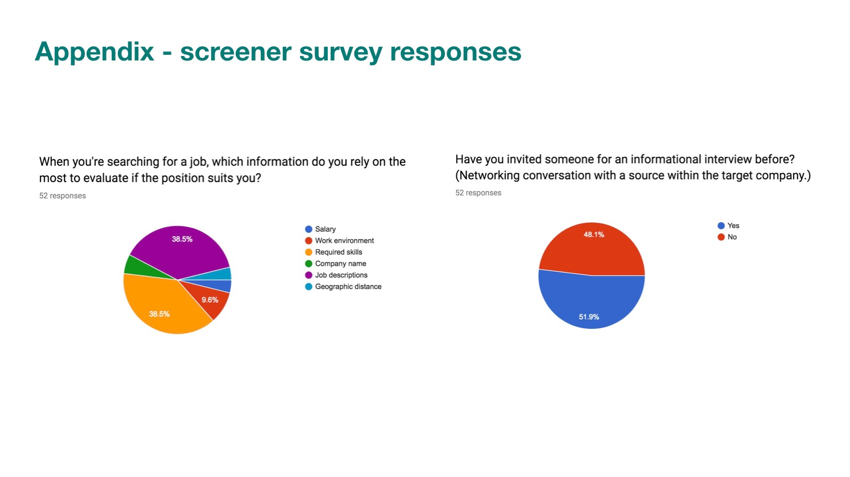 Appendix - screener survey responses
When you're searching for a job, which information do you rely on the
most to evaluate if the position suits you?
52 responses
38.5%
9.6%
38.5%
Salary
Work environment
Required skills
Company name
Job descriptions
Geographic distance
Have you invited someone for an informational interview before?
(Networking conversation with a source within the target company.)
52 responses
48.1%
51.9%
Yes
No